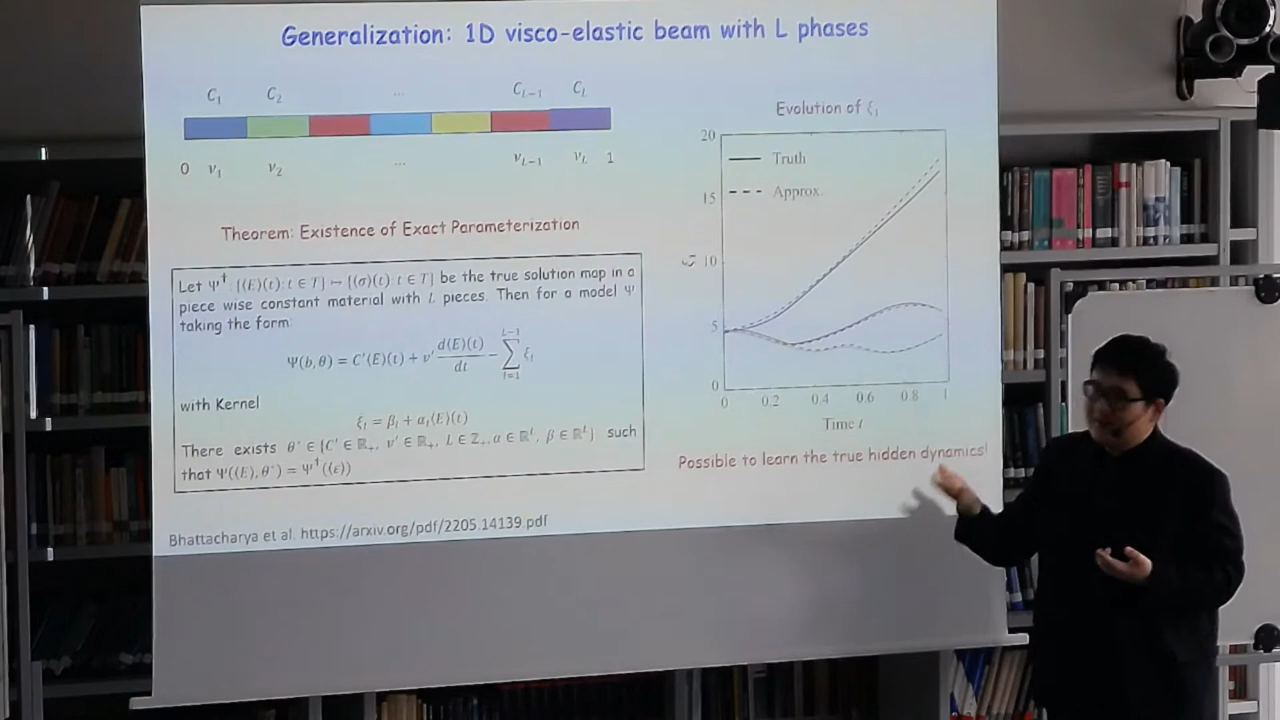 Generalization: 1D visco-elastic beam with L phases
C₁ C₂ ... C_{L−1} C_L
0 ν₁ ν₂ ... ν_{L−1} ν_L 1
Theorem: Existence of Exact Parameterization
Let Ψ† : {(E)(t): t ∈ T} ↦ {(σ)(t): t ∈ T} be the true solution map in a
piece wise constant material with L pieces. Then for a model Ψ
taking the form:
Ψ(b, θ) = C′(E)(t) + ν′ d(E)(t)/dt − ∑_{l=1}^{L−1} ξ_l
with Kernel
ξ_l = β_l + α_l(E)(t)
There exists θ* ∈ {C′ ∈ ℝ₊, ν′ ∈ ℝ₊, L ∈ ℤ₊, α ∈ ℝᴸ, β ∈ ℝᴸ} such
that Ψ((E), θ*) = Ψ†((ε))
Bhattacharya et al. https://arxiv.org/pdf/2205.14139.pdf
Evolution of ξ₁
20
Truth
Approx.
15
10
5
0
0 0.2 0.4 0.6 0.8 1
Time t
Possible to learn the true hidden dynamics!